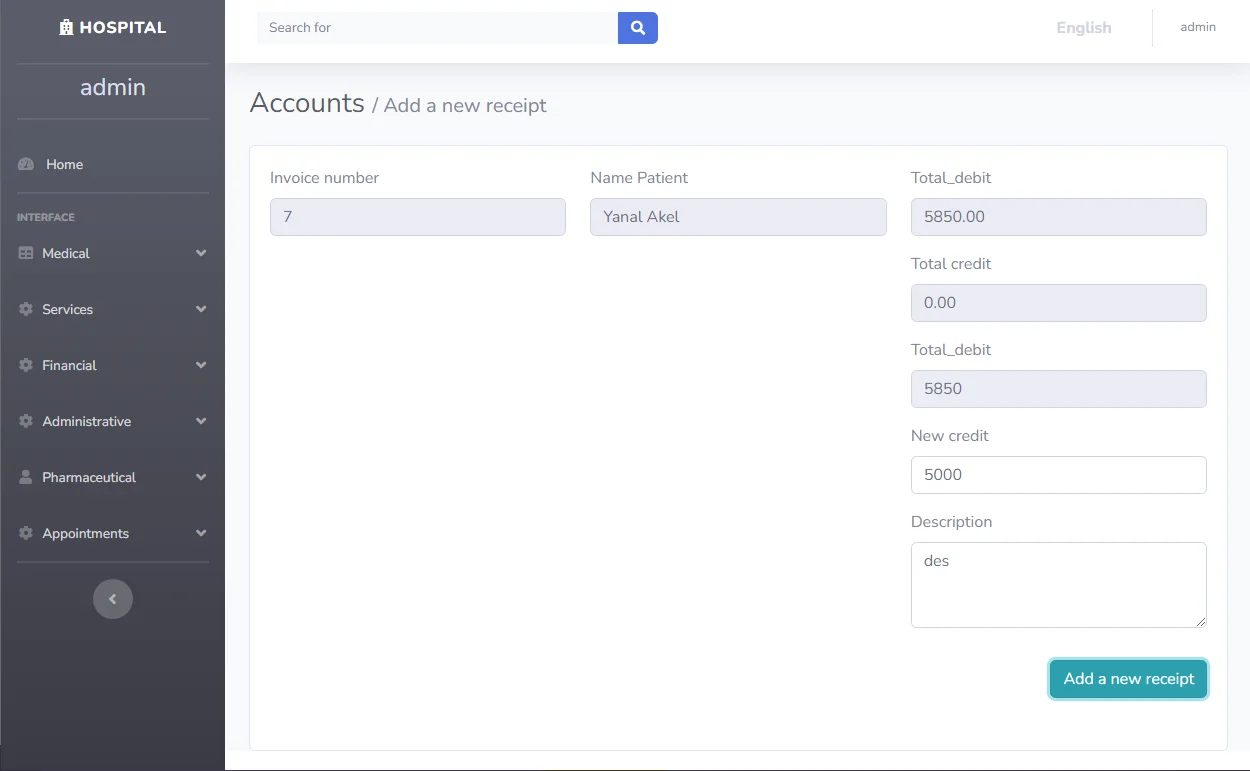 HOSPITAL
admin
Home
INTERFACE
Medical
Services
Financial
Administrative
Pharmaceutical
Appointments
Search for
English
admin
Accounts / Add a new receipt
Invoice number
7
Name Patient
Yanal Akel
Total_debit
5850.00
Total credit
0.00
Total_debit
5850
New credit
5000
Description
des
Add a new receipt